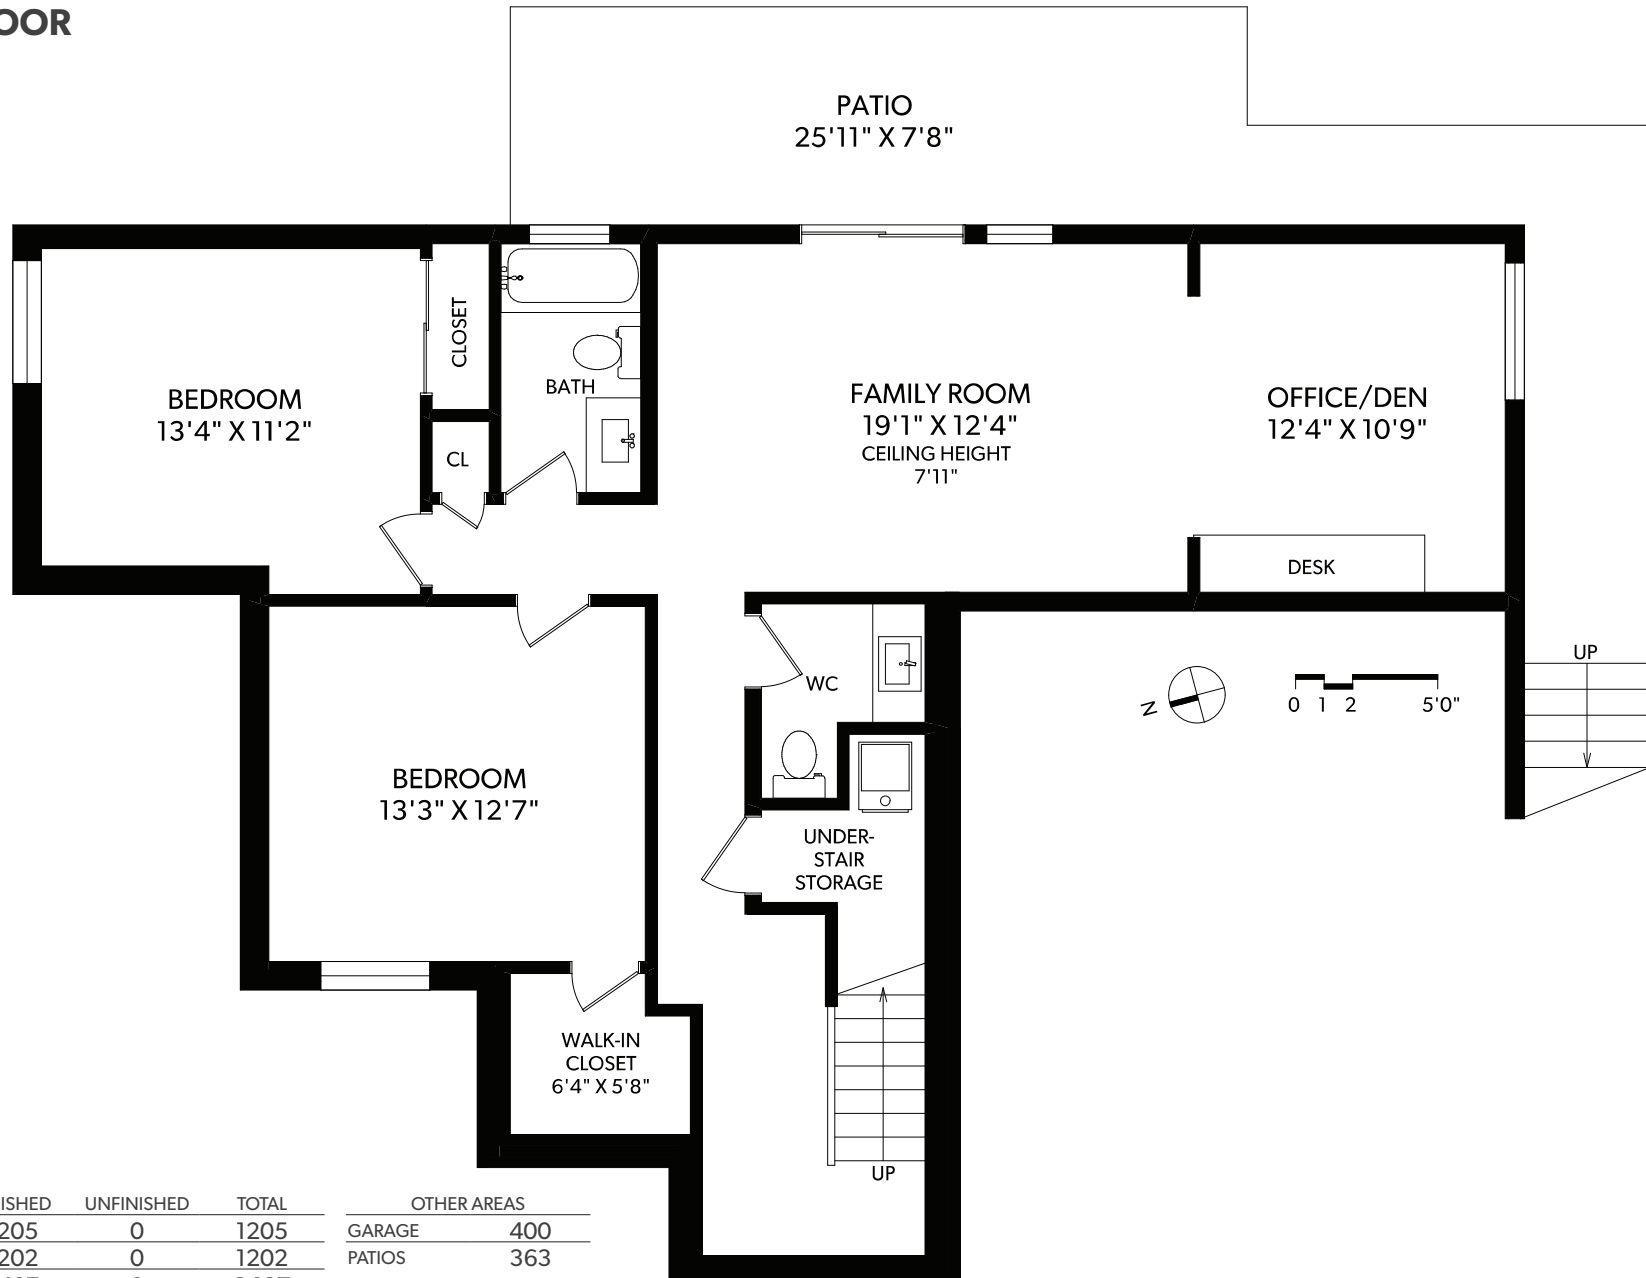 OOR
PATIO
25'11" X 7'8"
BEDROOM
13'4" X 11'2"
CLOSET
BATH
CL
FAMILY ROOM
19'1" X 12'4"
CEILING HEIGHT
7'11"
OFFICE/DEN
12'4" X 10'9"
DESK
UP
WC
N
0 1 2 5'0"
BEDROOM
13'3" X 12'7"
UNDER-
STAIR
STORAGE
WALK-IN
CLOSET
6'4" X 5'8"
UP
ISHED UNFINISHED TOTAL
205 0 1205
202 0 1202
OTHER AREAS
GARAGE 400
PATIOS 363